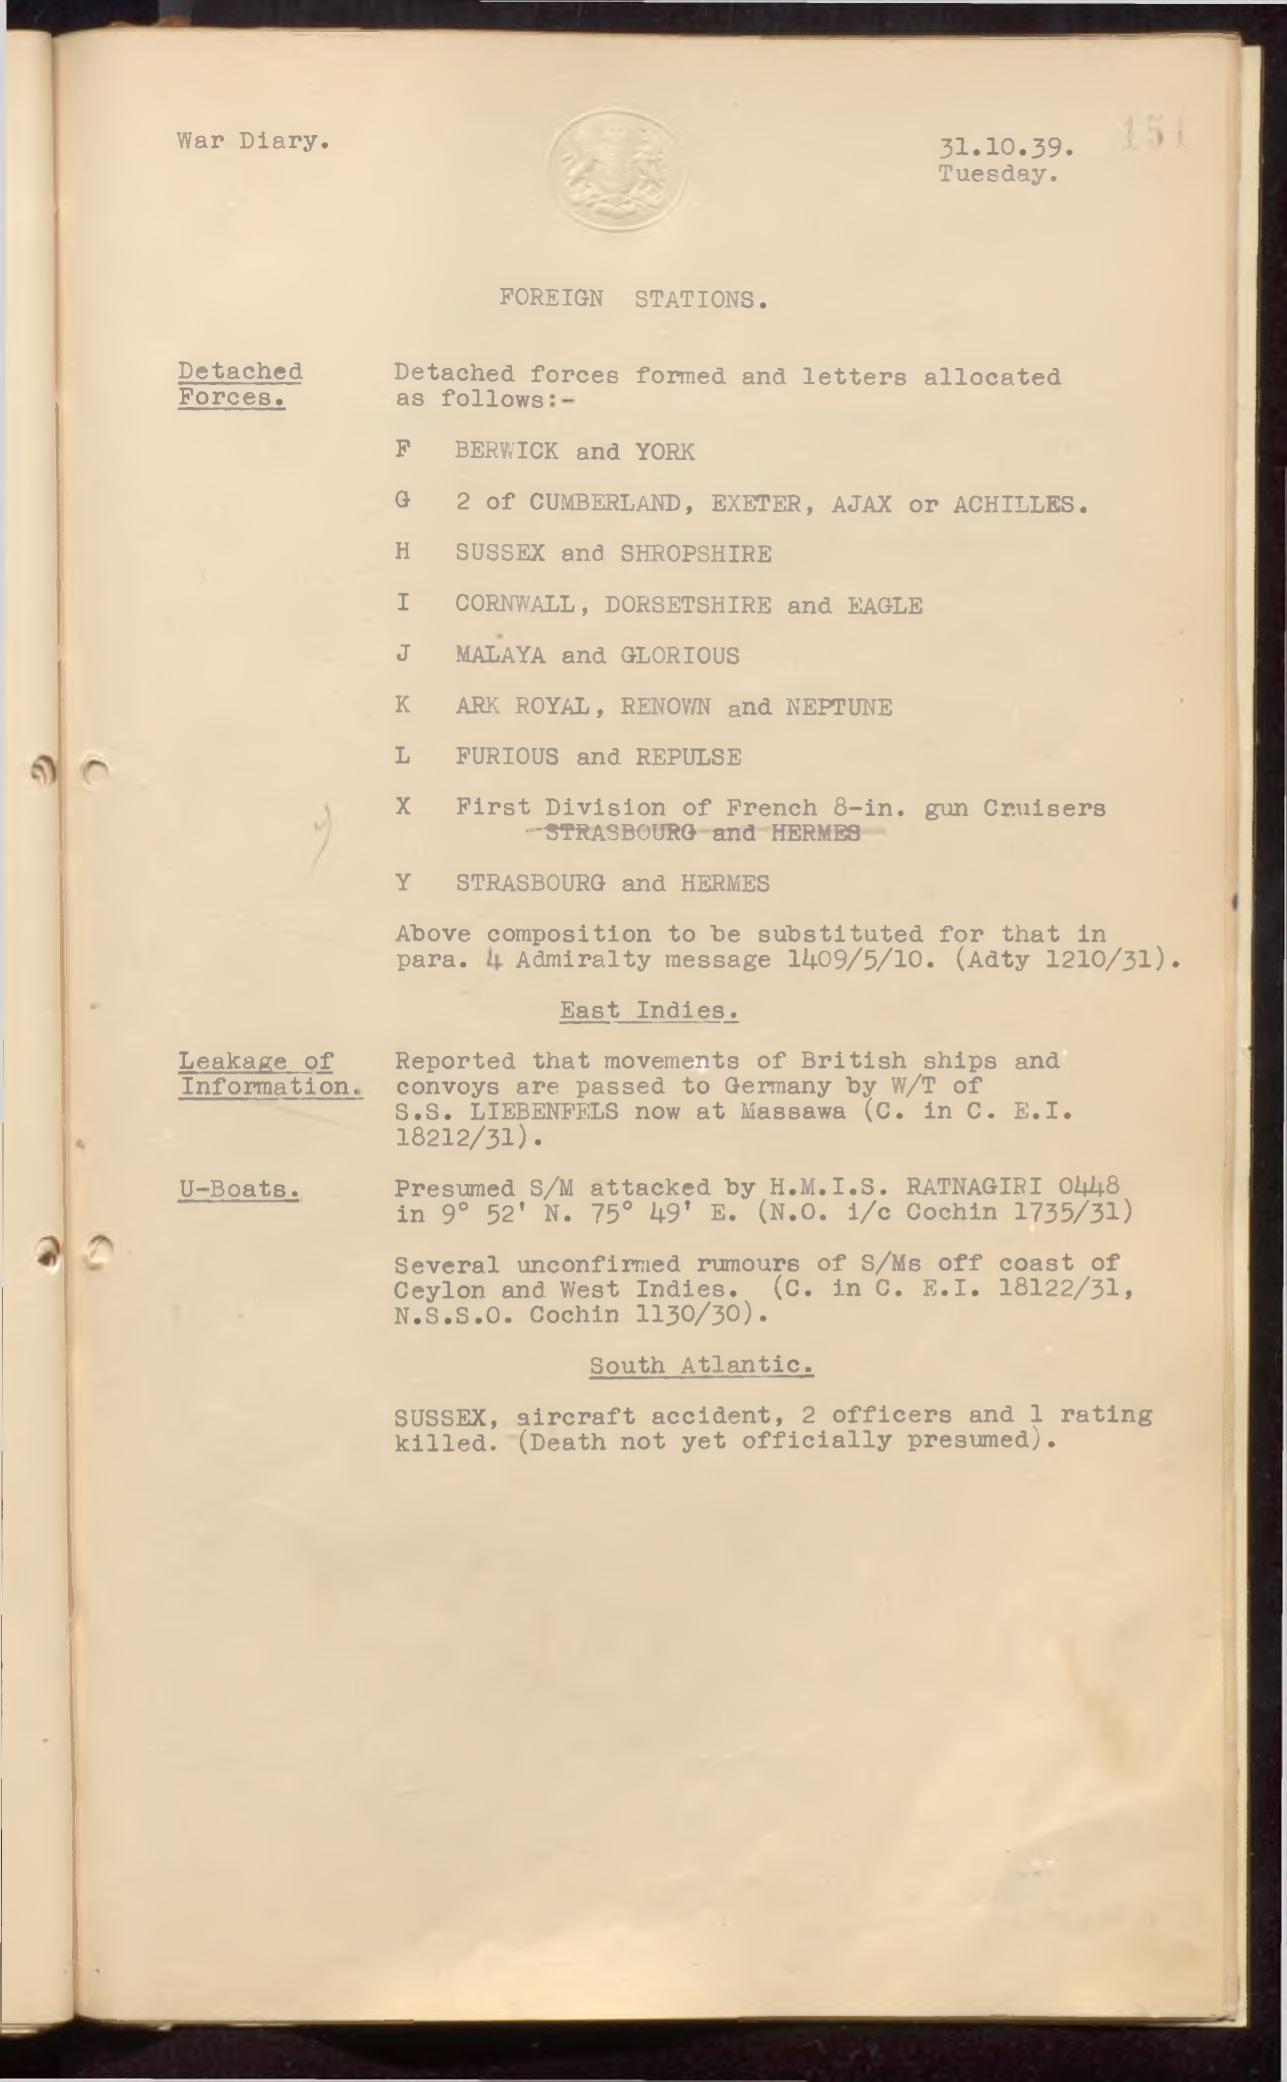 War Diary.
31.10.39.
Tuesday.
151
FOREIGN STATIONS.
Detached
Forces.
Detached forces formed and letters allocated
as follows:-
F BERWICK and YORK
G 2 of CUMBERLAND, EXETER, AJAX or ACHILLES.
H SUSSEX and SHROPSHIRE
I CORNWALL, DORSETSHIRE and EAGLE
J MALAYA and GLORIOUS
K ARK ROYAL, RENOWN and NEPTUNE
L FURIOUS and REPULSE
X First Division of French 8-in. gun Cruisers
STRASBOURG and HERMES
Y STRASBOURG and HERMES
Above composition to be substituted for that in
para. 4 Admiralty message 1409/5/10. (Adty 1210/31).
East Indies.
Leakage of
Information.
Reported that movements of British ships and
convoys are passed to Germany by W/T of
S.S. LIEBENFELS now at Massawa (C. in C. E.I.
18212/31).
U-Boats.
Presumed S/M attacked by H.M.I.S. RATNAGIRI 0448
in 9° 52' N. 75° 49' E. (N.O. i/c Cochin 1735/31)
Several unconfirmed rumours of S/Ms off coast of
Ceylon and West Indies. (C. in C. E.I. 18122/31,
N.S.S.O. Cochin 1130/30).
South Atlantic.
SUSSEX, aircraft accident, 2 officers and 1 rating
killed. (Death not yet officially presumed).